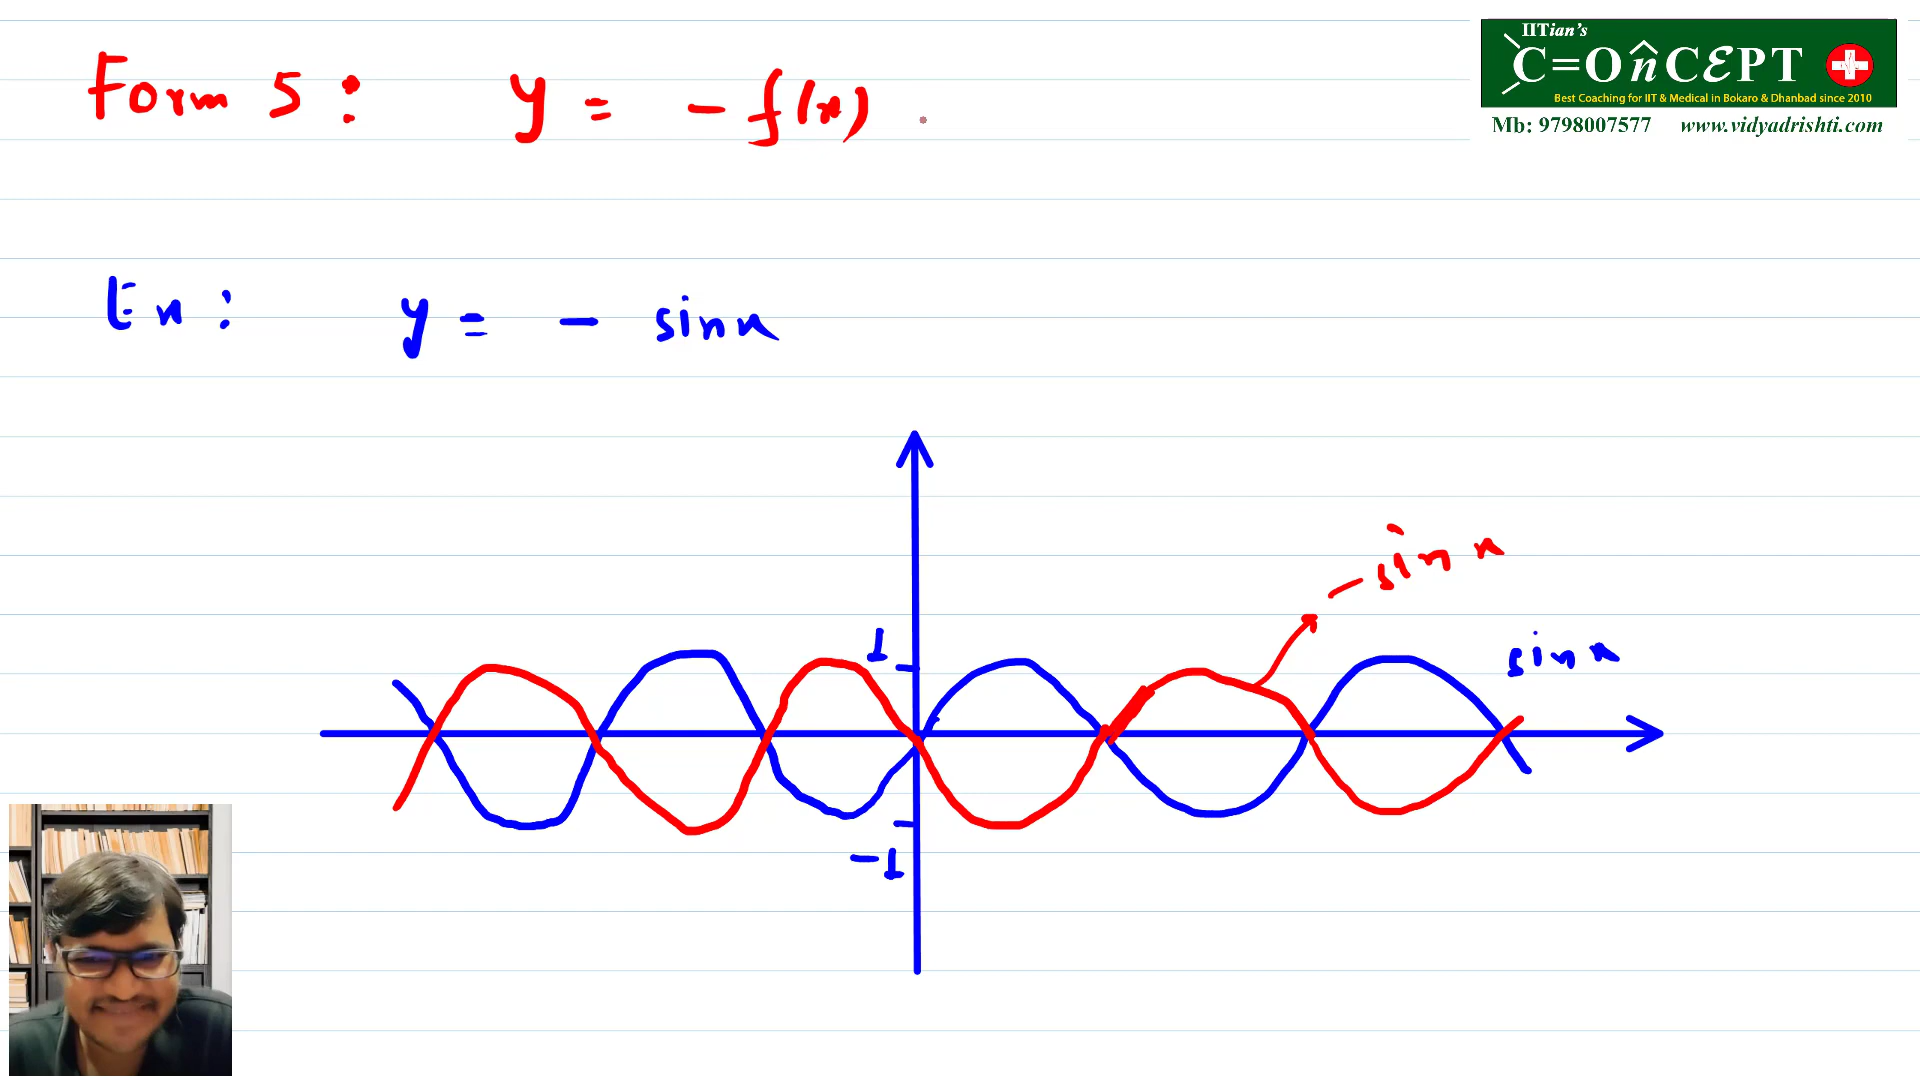 IITian's
C=OnCEPT
Best Coaching for IIT & Medical in Bokaro & Dhanbad since 2010
Mb: 9798007577 www.vidyadrishti.com
Form 5: y = -f(x)
Ex: y = - sinx
- sin x
sin x
1
-1